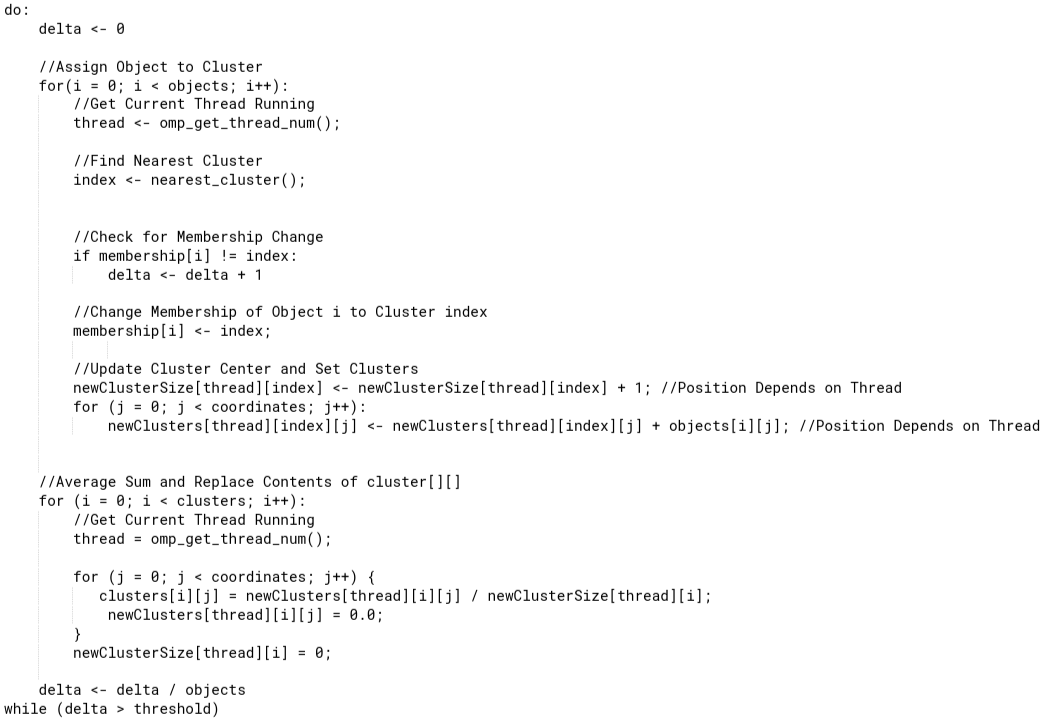 do:
    delta <- 0

    //Assign Object to Cluster
    for(i = 0; i < objects; i++):
        //Get Current Thread Running
        thread <- omp_get_thread_num();

        //Find Nearest Cluster
        index <- nearest_cluster();


        //Check for Membership Change
        if membership[i] != index:
            delta <- delta + 1

        //Change Membership of Object i to Cluster index
        membership[i] <- index;

        //Update Cluster Center and Set Clusters
        newClusterSize[thread][index] <- newClusterSize[thread][index] + 1; //Position Depends on Thread
        for (j = 0; j < coordinates; j++):
            newClusters[thread][index][j] <- newClusters[thread][index][j] + objects[i][j]; //Position Depends on Thread


    //Average Sum and Replace Contents of cluster[][]
    for (i = 0; i < clusters; i++):
        //Get Current Thread Running
        thread = omp_get_thread_num();

        for (j = 0; j < coordinates; j++) {
           clusters[i][j] = newClusters[thread][i][j] / newClusterSize[thread][i];
            newClusters[thread][i][j] = 0.0;
        }
        newClusterSize[thread][i] = 0;

    delta <- delta / objects
while (delta > threshold)